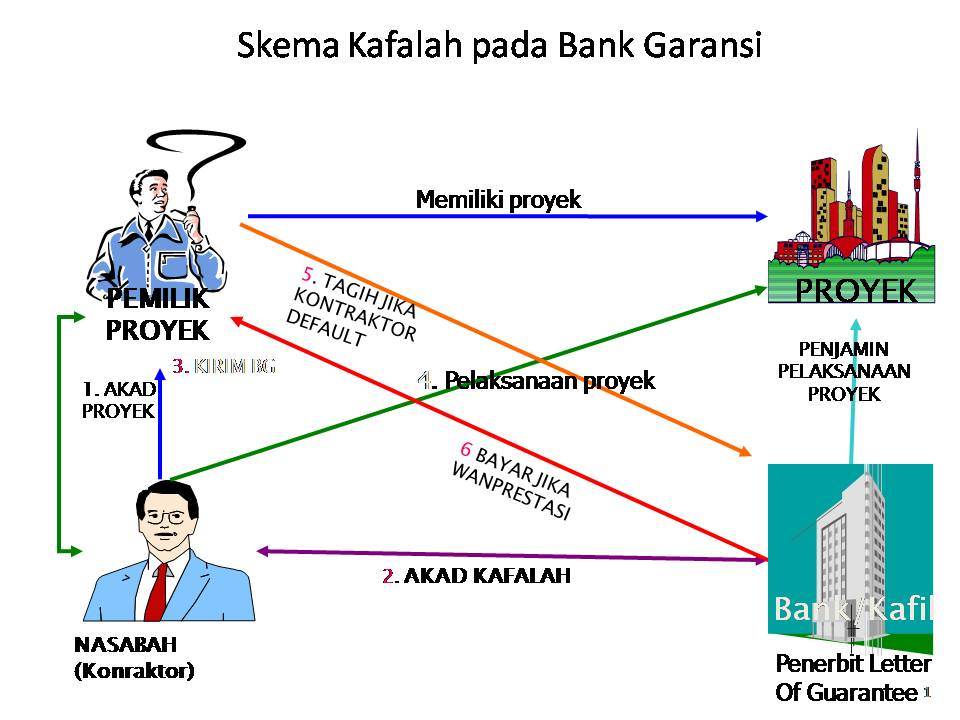 Skema Kafalah pada Bank Garansi
Memiliki proyek
PEMILIK
PROYEK
PROYEK
5. TAGIH JIKA
KONTRAKTOR
DEFAULT
3. KIRIM BG
1. AKAD
PROYEK
4. Pelaksanaan proyek
PENJAMIN
PELAKSANAAN
PROYEK
6 BAYAR JIKA
WANPRESTASI
2. AKAD KAFALAH
Bank/Kafil
NASABAH
(Konraktor)
Penerbit Letter
Of Guarantee
1